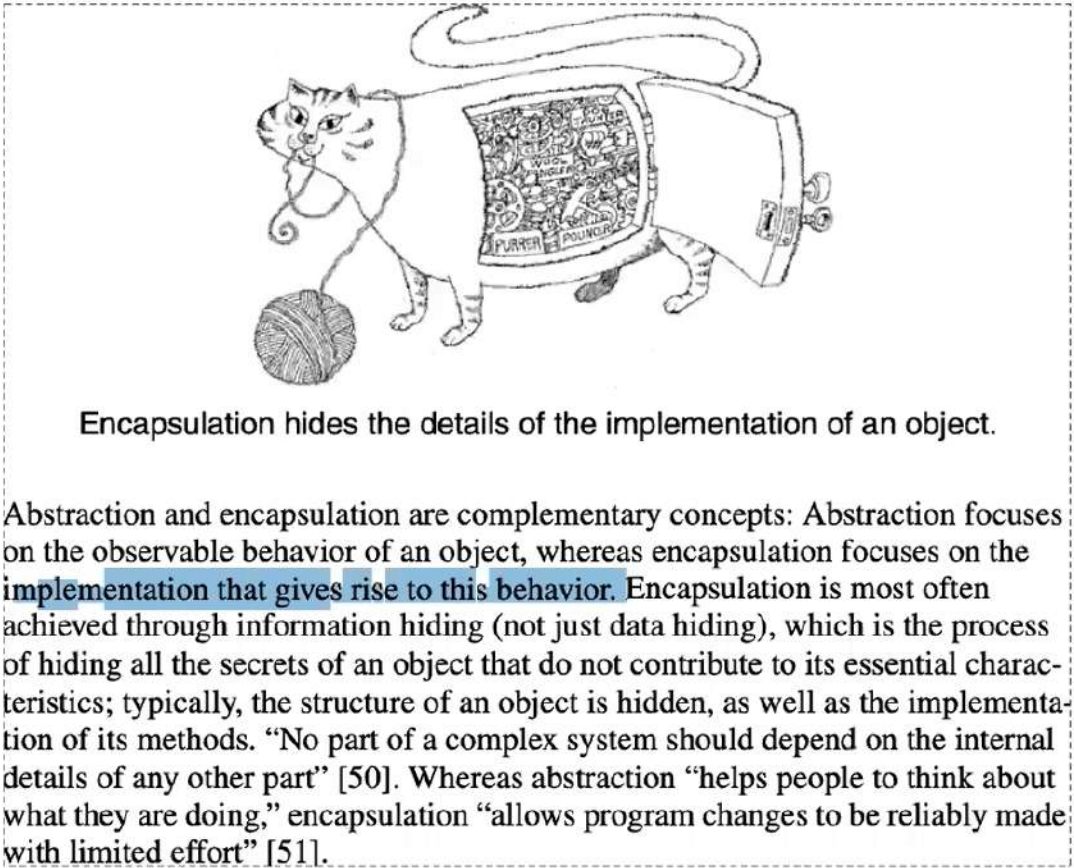 WOOL
PURRER
POUNCER
Encapsulation hides the details of the implementation of an object.
Abstraction and encapsulation are complementary concepts: Abstraction focuses
on the observable behavior of an object, whereas encapsulation focuses on the
implementation that gives rise to this behavior. Encapsulation is most often
achieved through information hiding (not just data hiding), which is the process
of hiding all the secrets of an object that do not contribute to its essential charac-
teristics; typically, the structure of an object is hidden, as well as the implementa-
tion of its methods. “No part of a complex system should depend on the internal
details of any other part” [50]. Whereas abstraction “helps people to think about
what they are doing,” encapsulation “allows program changes to be reliably made
with limited effort” [51].